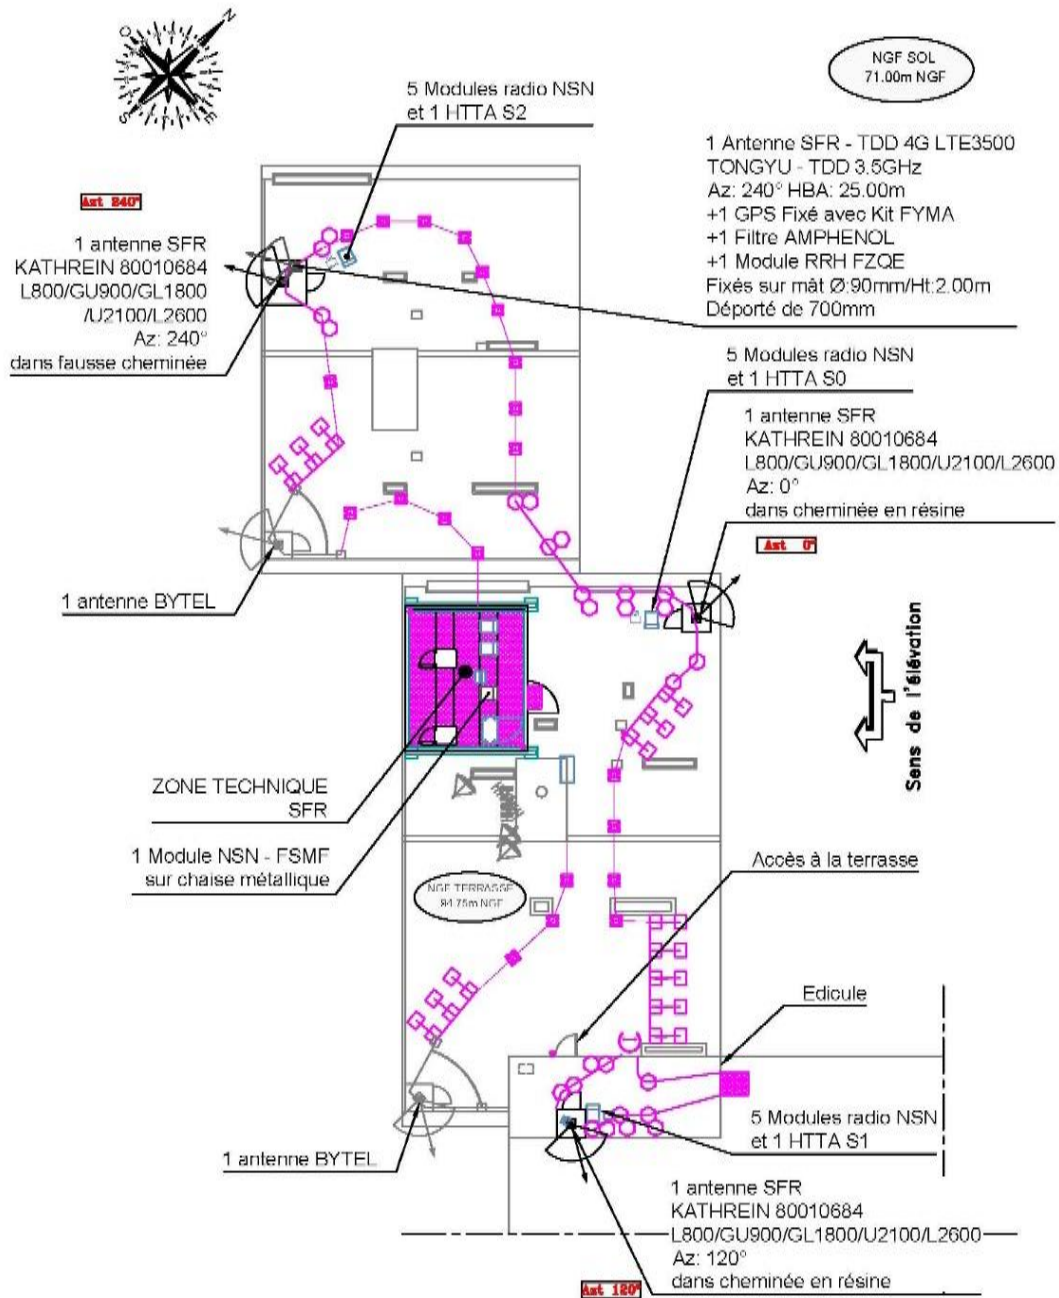 N
O
S
E
NGF SOL
71.00m NGF
5 Modules radio NSN
et 1 HTTA S2
1 Antenne SFR - TDD 4G LTE3500
TONGYU - TDD 3.5GHz
Az: 240° HBA: 25.00m
+1 GPS Fixé avec Kit FYMA
+1 Filtre AMPHENOL
+1 Module RRH FZQE
Fixés sur mât Ø:90mm/Ht:2.00m
Déporté de 700mm
Azt 240°
1 antenne SFR
KATHREIN 80010684
L800/GU900/GL1800
/U2100/L2600
Az: 240°
dans fausse cheminée
5 Modules radio NSN
et 1 HTTA S0
1 antenne SFR
KATHREIN 80010684
L800/GU900/GL1800/U2100/L2600
Az: 0°
dans cheminée en résine
Azt 0°
1 antenne BYTEL
Sens de l'élévation
ZONE TECHNIQUE
SFR
1 Module NSN - FSMF
sur chaise métallique
Accès à la terrasse
NGF TERRASSE
94.75m NGF
Edicule
5 Modules radio NSN
et 1 HTTA S1
1 antenne BYTEL
1 antenne SFR
KATHREIN 80010684
L800/GU900/GL1800/U2100/L2600
Az: 120°
dans cheminée en résine
Azt 120°